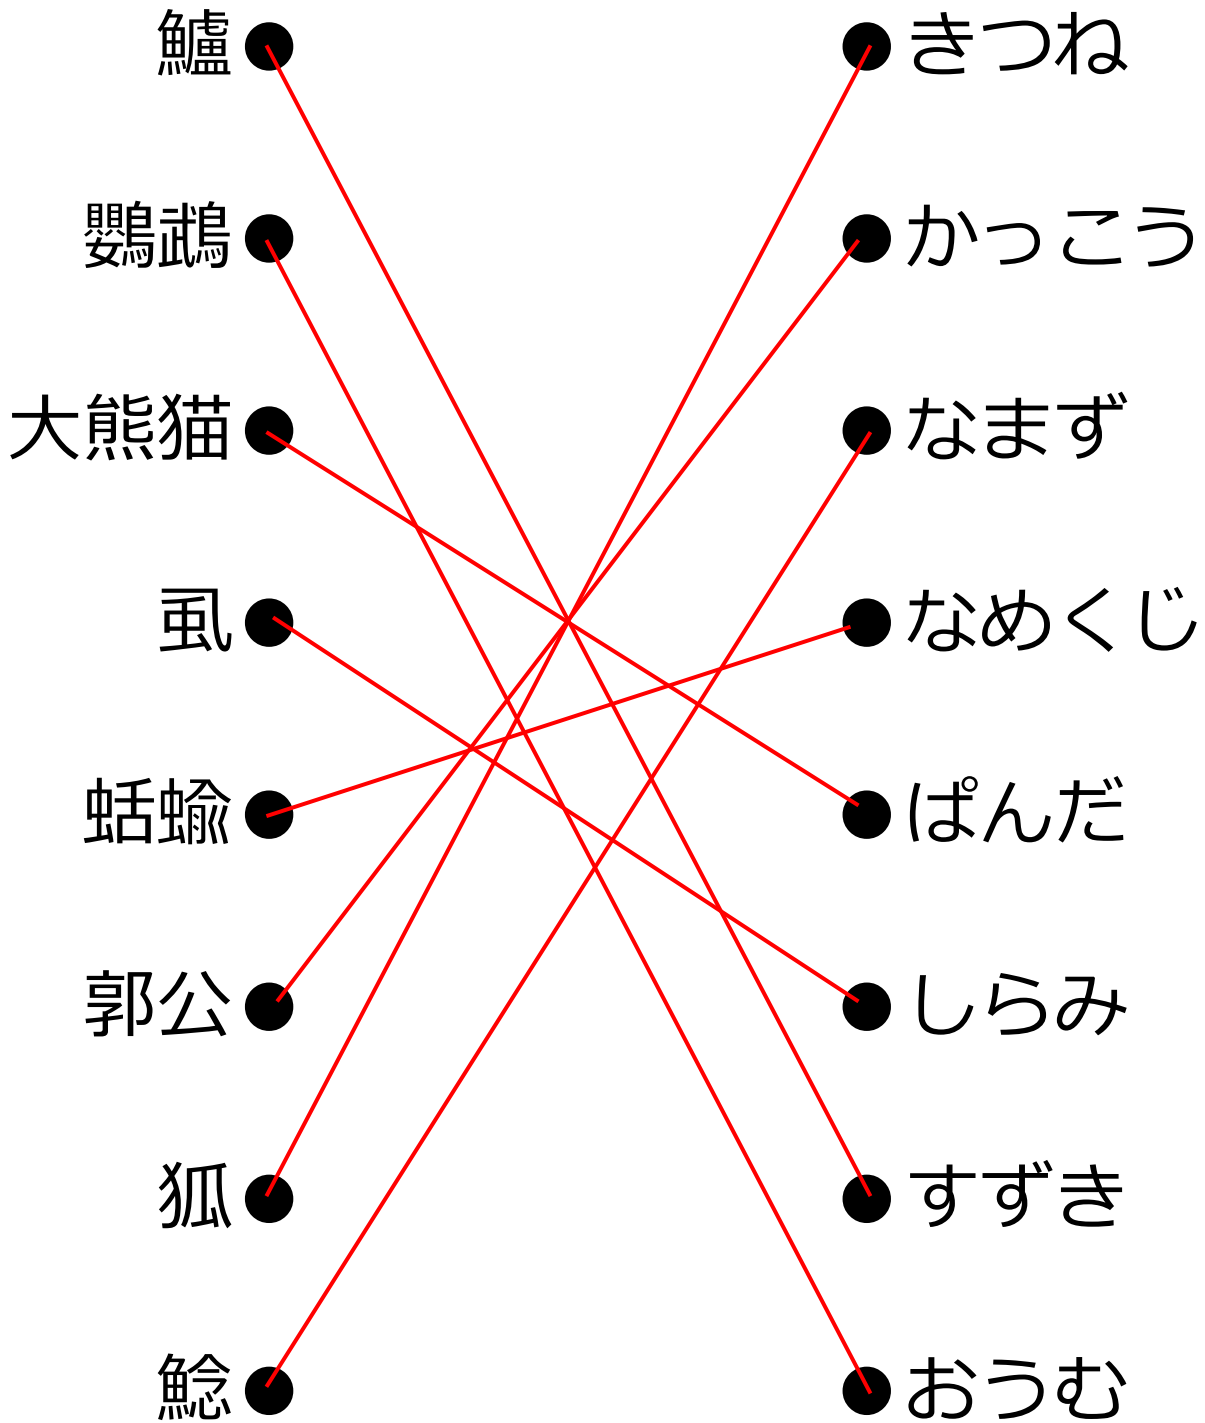 鱸 きつね
鸚鵡 かっこう
大熊猫 なまず
虱 なめくじ
蛞蝓 ぱんだ
郭公 しらみ
狐 すずき
鯰 おうむ